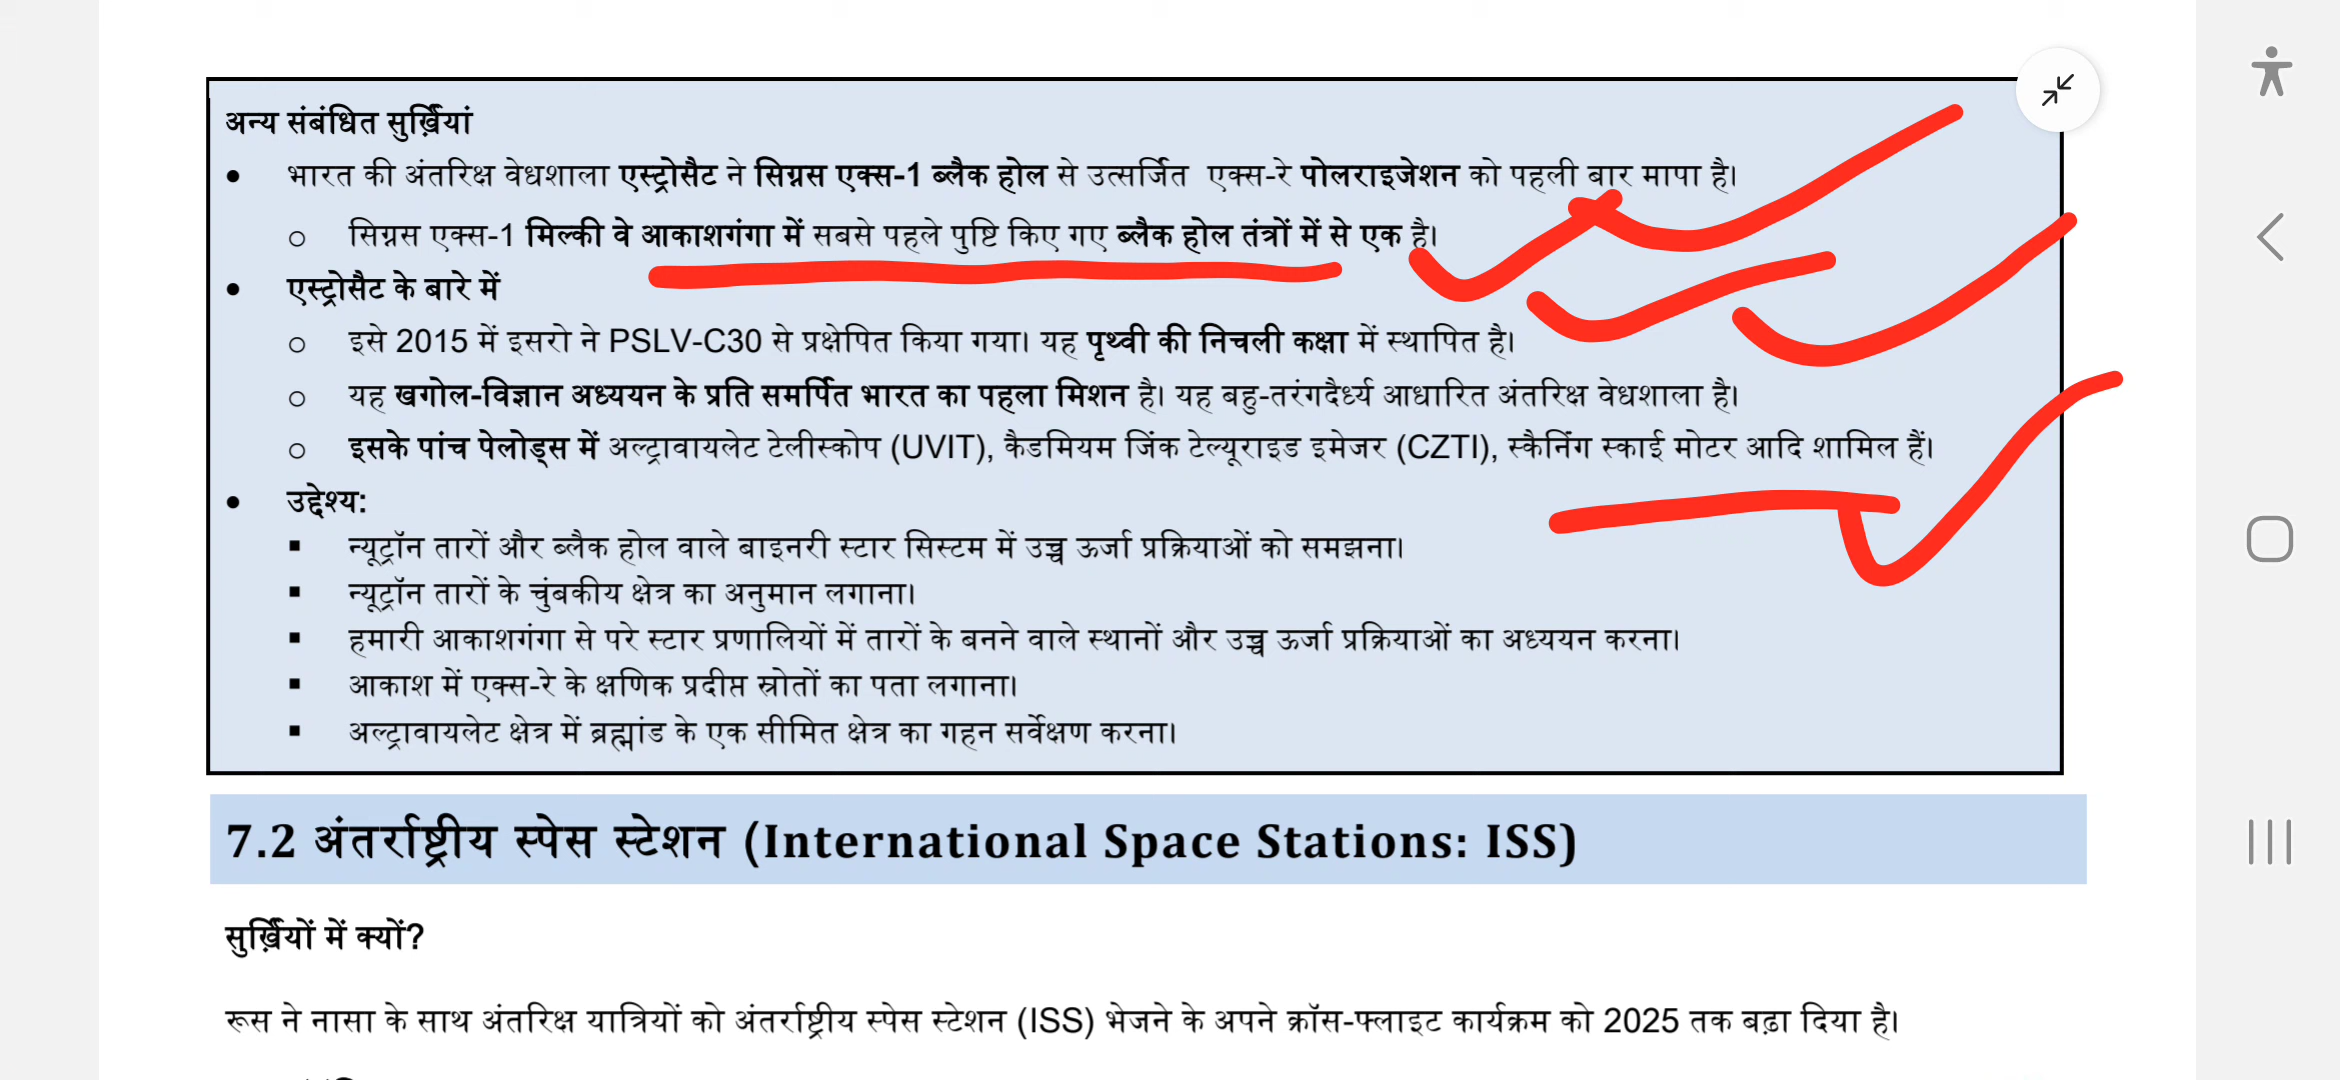 अन्य संबंधित सुर्ख़ियां
• भारत की अंतरिक्ष वेधशाला एस्ट्रोसैट ने सिग्नस एक्स-1 ब्लैक होल से उत्सर्जित एक्स-रे पोलराइजेशन को पहली बार मापा है।
o सिग्नस एक्स-1 मिल्की वे आकाशगंगा में सबसे पहले पुष्टि किए गए ब्लैक होल तंत्रों में से एक है।
• एस्ट्रोसैट के बारे में
o इसे 2015 में इसरो ने PSLV-C30 से प्रक्षेपित किया गया। यह पृथ्वी की निचली कक्षा में स्थापित है।
o यह खगोल-विज्ञान अध्ययन के प्रति समर्पित भारत का पहला मिशन है। यह बहु-तरंगदैर्ध्य आधारित अंतरिक्ष वेधशाला है।
o इसके पांच पेलोड्स में अल्ट्रावायलेट टेलीस्कोप (UVIT), कैडमियम जिंक टेल्यूराइड इमेजर (CZTI), स्कैनिंग स्काई मोटर आदि शामिल हैं।
• उद्देश्य:
▪ न्यूट्रॉन तारों और ब्लैक होल वाले बाइनरी स्टार सिस्टम में उच्च ऊर्जा प्रक्रियाओं को समझना।
▪ न्यूट्रॉन तारों के चुंबकीय क्षेत्र का अनुमान लगाना।
▪ हमारी आकाशगंगा से परे स्टार प्रणालियों में तारों के बनने वाले स्थानों और उच्च ऊर्जा प्रक्रियाओं का अध्ययन करना।
▪ आकाश में एक्स-रे के क्षणिक प्रदीप्त स्रोतों का पता लगाना।
▪ अल्ट्रावायलेट क्षेत्र में ब्रह्मांड के एक सीमित क्षेत्र का गहन सर्वेक्षण करना।
7.2 अंतर्राष्ट्रीय स्पेस स्टेशन (International Space Stations: ISS)
सुर्ख़ियों में क्यों?
रूस ने नासा के साथ अंतरिक्ष यात्रियों को अंतर्राष्ट्रीय स्पेस स्टेशन (ISS) भेजने के अपने क्रॉस-फ्लाइट कार्यक्रम को 2025 तक बढ़ा दिया है।